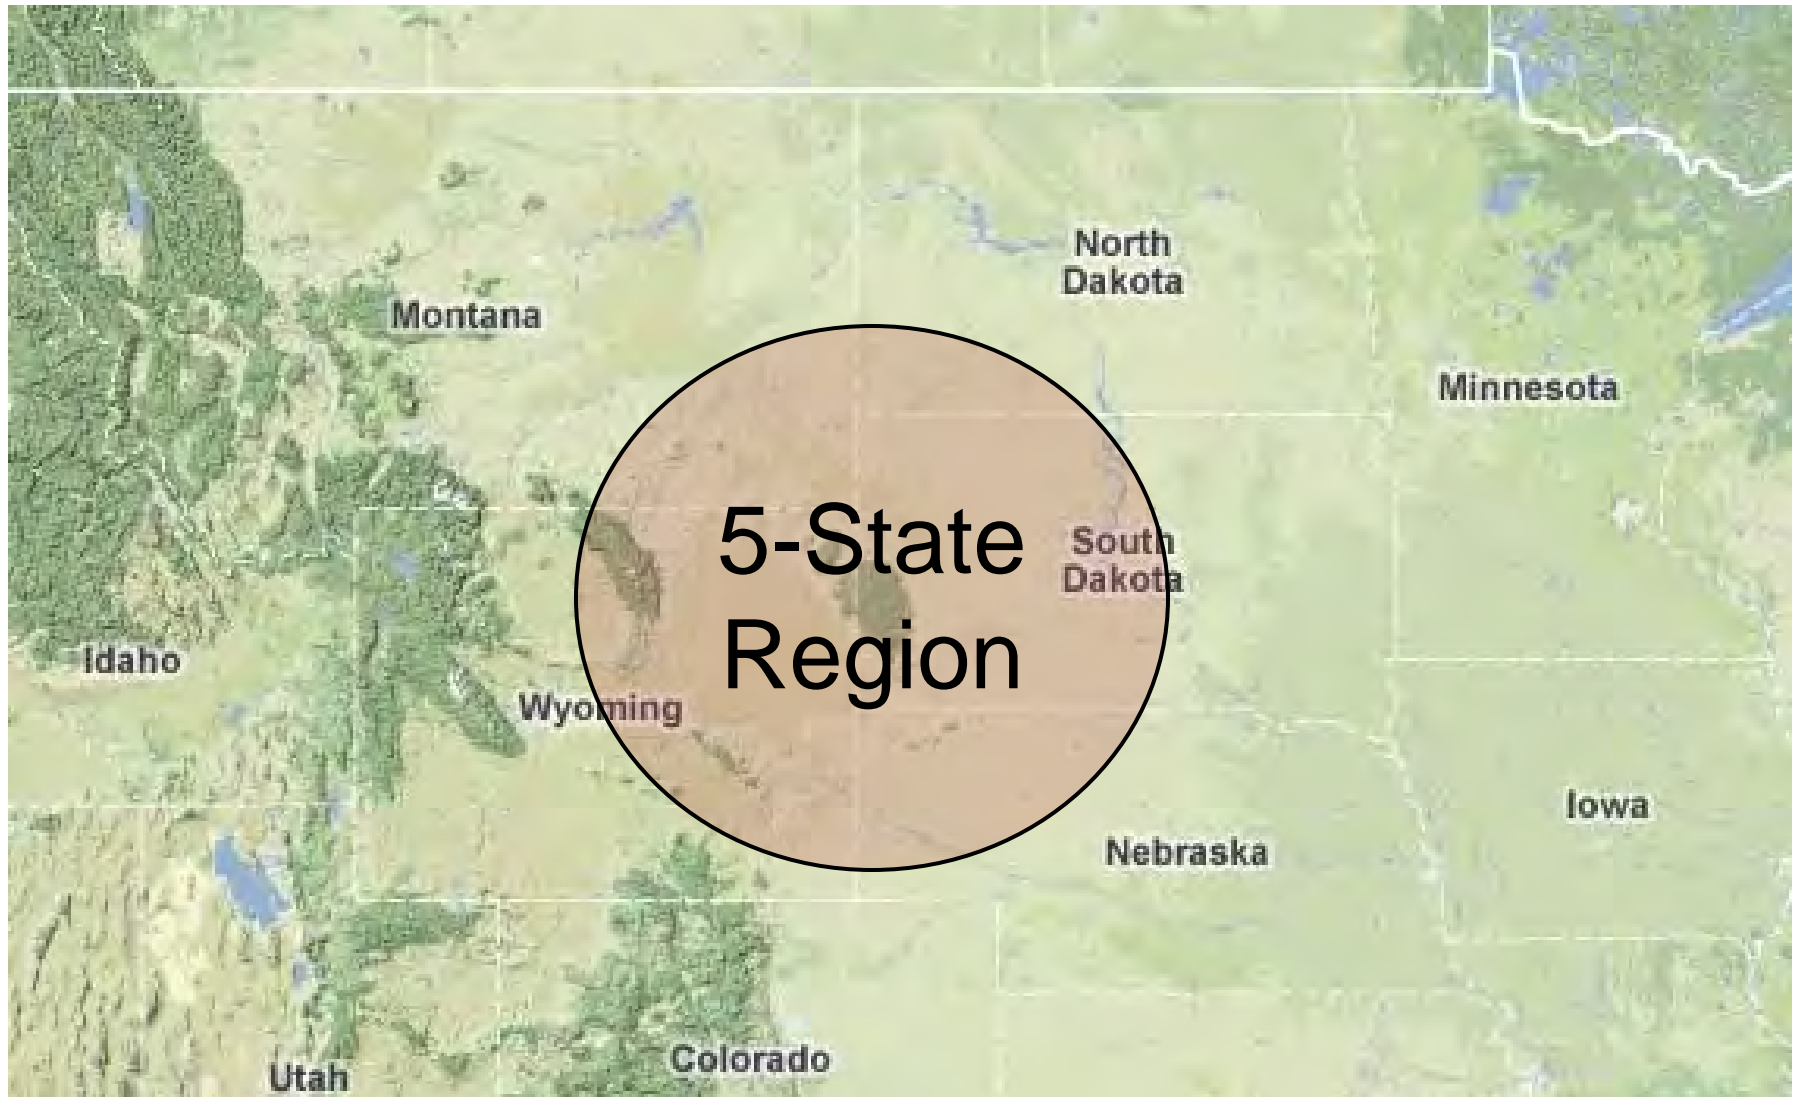 North
Dakota
Montana
Minnesota
5-State
Region
South
Dakota
Idaho
Wyoming
Iowa
Nebraska
Colorado
Utah